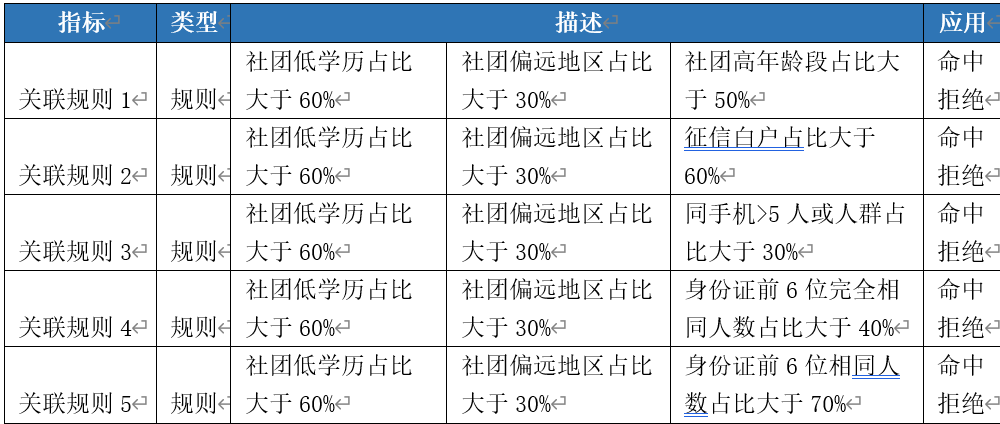 指标 类型 描述 应用
社团低学历占比 社团偏远地区占比 社团高年龄段占比大 命中
关联规则 1 规则 大于 60% 大于 30% 于 50% 拒绝
社团低学历占比 社团偏远地区占比 征信白户占比大于 命中
关联规则 2 规则 大于 60% 大于 30% 60% 拒绝
社团低学历占比 社团偏远地区占比 同手机>5 人或人群占 命中
关联规则 3 规则 大于 60% 大于 30% 比大于 30% 拒绝
社团低学历占比 社团偏远地区占比 身份证前 6 位完全相 命中
关联规则 4 规则 大于 60% 大于 30% 同人数占比大于 40% 拒绝
社团低学历占比 社团偏远地区占比 身份证前 6 位相同人 命中
关联规则 5 规则 大于 60% 大于 30% 数占比大于 70% 拒绝